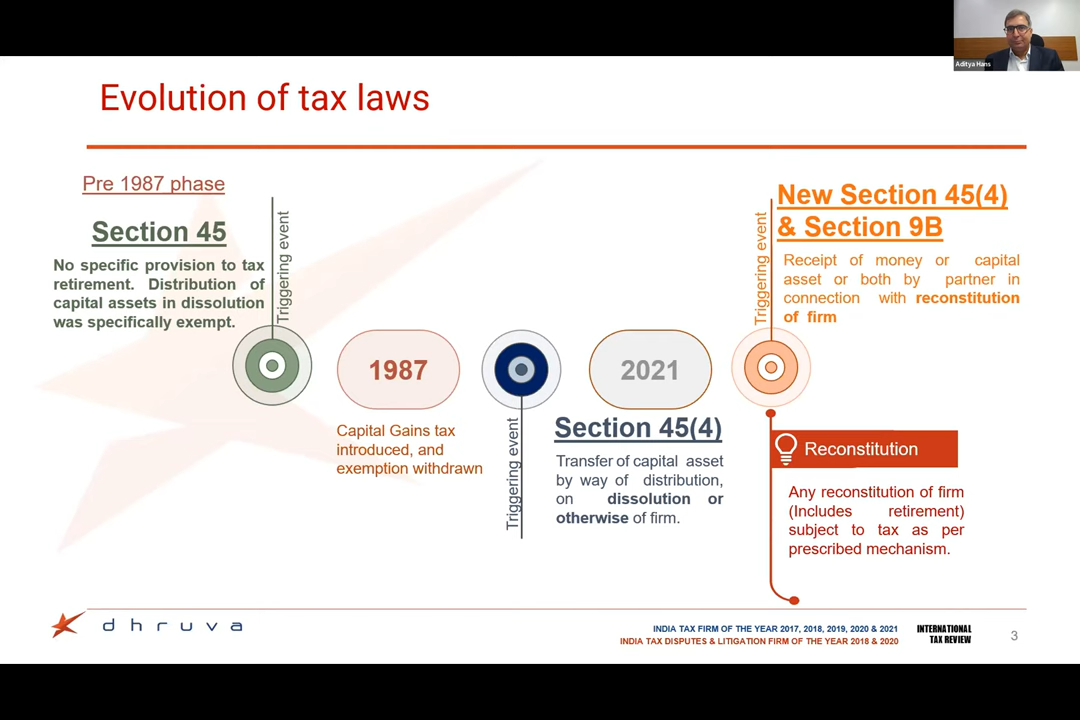 Aditya Hans
Evolution of tax laws
Pre 1987 phase
Section 45
No specific provision to tax
retirement. Distribution of
capital assets in dissolution
was specifically exempt.
Triggering event
1987
Capital Gains tax
introduced, and
exemption withdrawn
Triggering event
2021
Section 45(4)
Transfer of capital asset
by way of distribution,
on dissolution or
otherwise of firm.
Triggering event
New Section 45(4)
& Section 9B
Receipt of money or capital
asset or both by partner in
connection with reconstitution
of firm
Reconstitution
Any reconstitution of firm
(Includes retirement)
subject to tax as per
prescribed mechanism.
dhruva
INDIA TAX FIRM OF THE YEAR 2017, 2018, 2019, 2020 & 2021
INDIA TAX DISPUTES & LITIGATION FIRM OF THE YEAR 2018 & 2020
INTERNATIONAL
TAX REVIEW
3